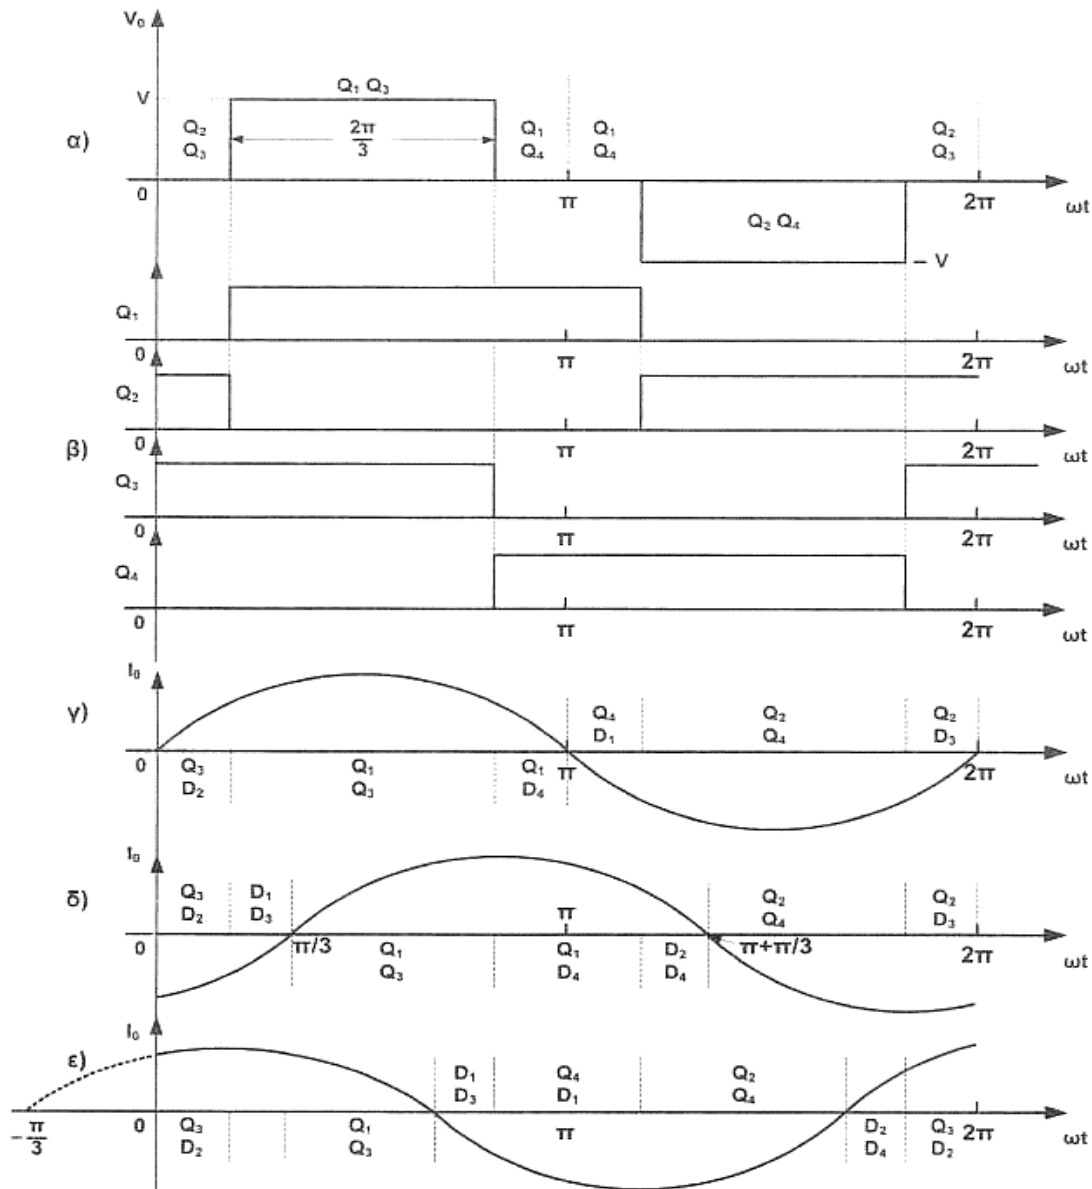 V₀
V
Q₁ Q₃
Q₂
Q₃
2π
3
Q₁
Q₄
Q₁
Q₄
Q₂
Q₃
α)
0
π
2π
ωt
Q₂ Q₄
– V
Q₁
0
π
2π
ωt
Q₂
0
π
2π
ωt
β)
Q₃
0
π
2π
ωt
Q₄
0
π
2π
ωt
I₀
γ)
Q₄
D₁
Q₂
Q₄
Q₂
D₃
0
π
2π
ωt
Q₃
D₂
Q₁
Q₃
Q₁
D₄
I₀
δ)
Q₃
D₂
D₁
D₃
π
Q₂
Q₄
Q₂
D₃
0
π/3
π+π/3
2π
ωt
Q₁
Q₃
Q₁
D₄
D₂
D₄
I₀
ε)
D₁
D₃
Q₄
D₁
Q₂
Q₄
–π/3
0
π
2π
ωt
Q₃
D₂
Q₁
Q₃
D₂
D₄
Q₃
D₂